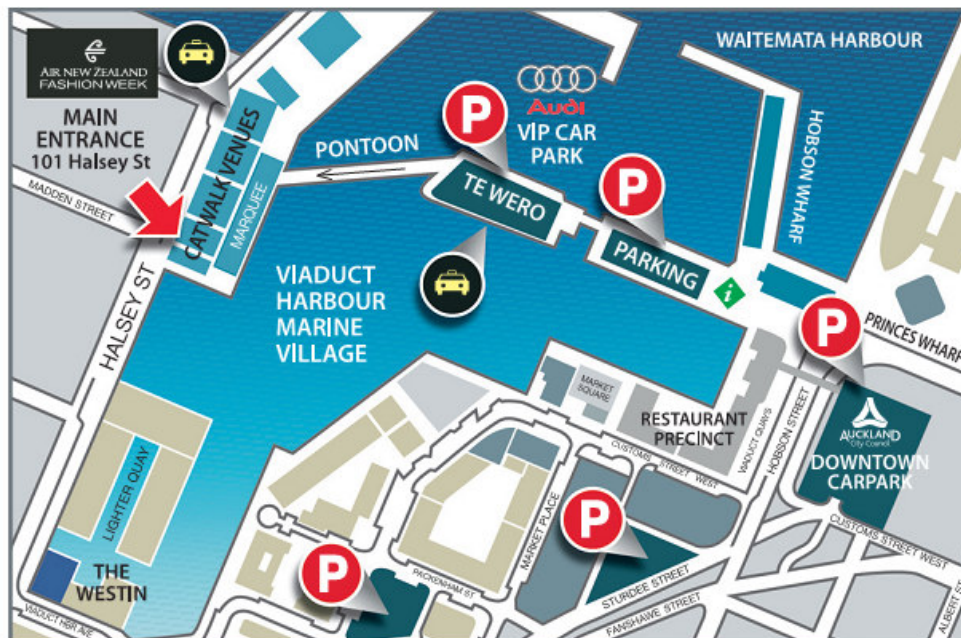 AIR NEW ZEALAND
FASHION WEEK
MAIN
ENTRANCE
101 Halsey St
MADDEN STREET
HALSEY ST
CATWALK VENUES
MARQUEE
PONTOON
P
Audi
VIP CAR
PARK
WAITEMATA HARBOUR
HOBSON WHARF
TE WERO
P
PARKING
i
VIADUCT
HARBOUR
MARINE
VILLAGE
P
PRINCES WHARF
MARKET
SQUARE
RESTAURANT
PRECINCT
VIADUCT QUAYS
HOBSON STREET
AUCKLAND
City Council
DOWNTOWN
CARPARK
CUSTOMS STREET WEST
CUSTOMS STREET WEST
LIGHTER QUAY
MARKET PLACE
P
P
PACKENHAM ST
STURDEE STREET
FANSHAWE STREET
ALBERT ST
THE
WESTIN
VIADUCT HBR AVE